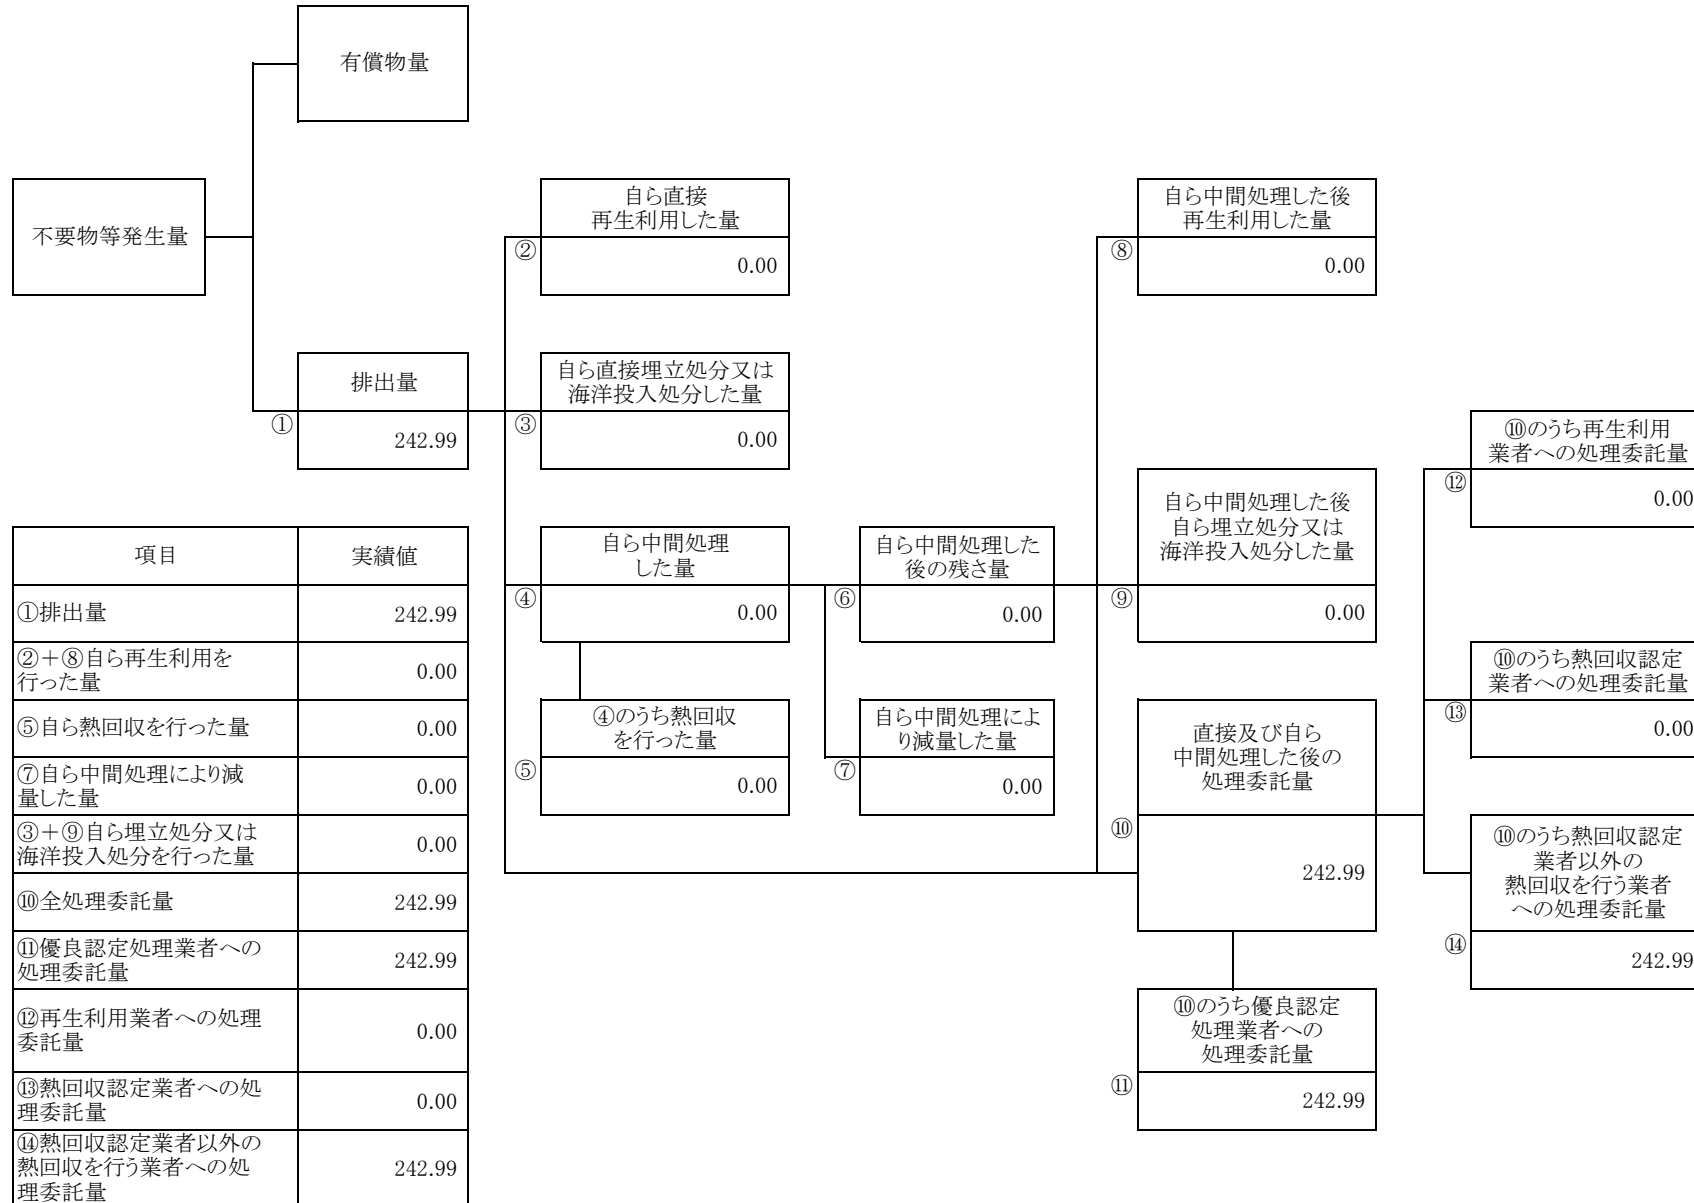 有償物量
不要物等発生量
自ら直接
再生利用した量
②
0.00
自ら中間処理した後
再生利用した量
⑧
0.00
排出量
①
242.99
自ら直接埋立処分又は
海洋投入処分した量
③
0.00
⑩のうち再生利用
業者への処理委託量
⑫
0.00
自ら中間処理した後
自ら埋立処分又は
海洋投入処分した量
⑨
0.00
自ら中間処理
した量
④
0.00
自ら中間処理した
後の残さ量
⑥
0.00
⑩のうち熱回収認定
業者への処理委託量
⑬
0.00
④のうち熱回収
を行った量
⑤
0.00
自ら中間処理によ
り減量した量
⑦
0.00
直接及び自ら
中間処理した後の
処理委託量
⑩
242.99
⑩のうち熱回収認定
業者以外の
熱回収を行う業者
への処理委託量
⑭
242.99
⑩のうち優良認定
処理業者への
処理委託量
⑪
242.99
項目 実績値
①排出量 242.99
②+⑧自ら再生利用を
行った量 0.00
⑤自ら熱回収を行った量 0.00
⑦自ら中間処理により減
量した量 0.00
③+⑨自ら埋立処分又は
海洋投入処分を行った量 0.00
⑩全処理委託量 242.99
⑪優良認定処理業者への
処理委託量 242.99
⑫再生利用業者への処理
委託量 0.00
⑬熱回収認定業者への処
理委託量 0.00
⑭熱回収認定業者以外の
熱回収を行う業者への処
理委託量 242.99